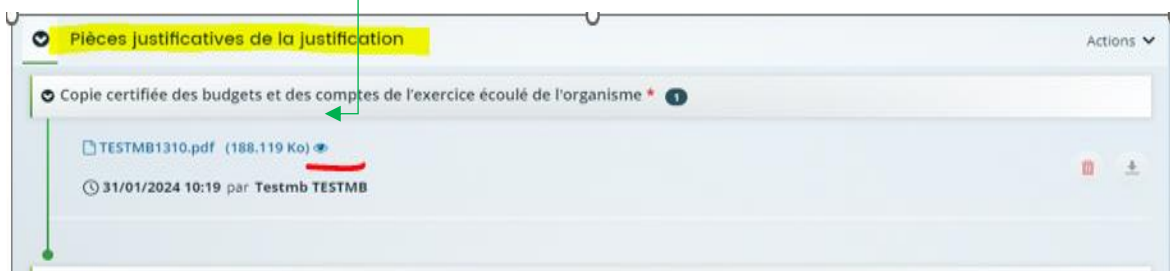 Pièces justificatives de la justification
Actions
Copie certifiée des budgets et des comptes de l'exercice écoulé de l'organisme * 1
TESTMB1310.pdf (188.119 Ko)
31/01/2024 10:19 par Testmb TESTMB